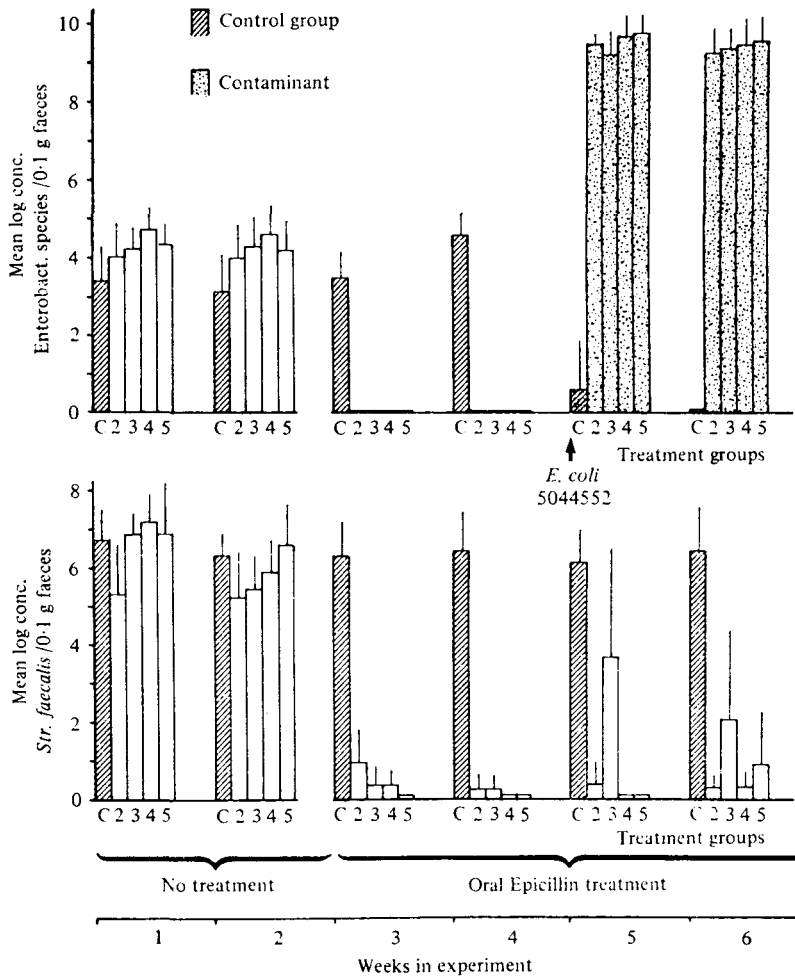 10
8
6
4
2
0
Mean log conc.
Enterobact. species /0·1 g faeces
Control group
Contaminant
C 2 3 4 5
C 2 3 4 5
C 2 3 4 5
C 2 3 4 5
C 2 3 4 5
C 2 3 4 5
Treatment groups
E. coli
5044552
8
6
4
2
0
Mean log conc.
Str. faecalis/0·1 g faeces
C 2 3 4 5
C 2 3 4 5
C 2 3 4 5
C 2 3 4 5
C 2 3 4 5
C 2 3 4 5
Treatment groups
No treatment
Oral Epicillin treatment
1 2 3 4 5 6
Weeks in experiment